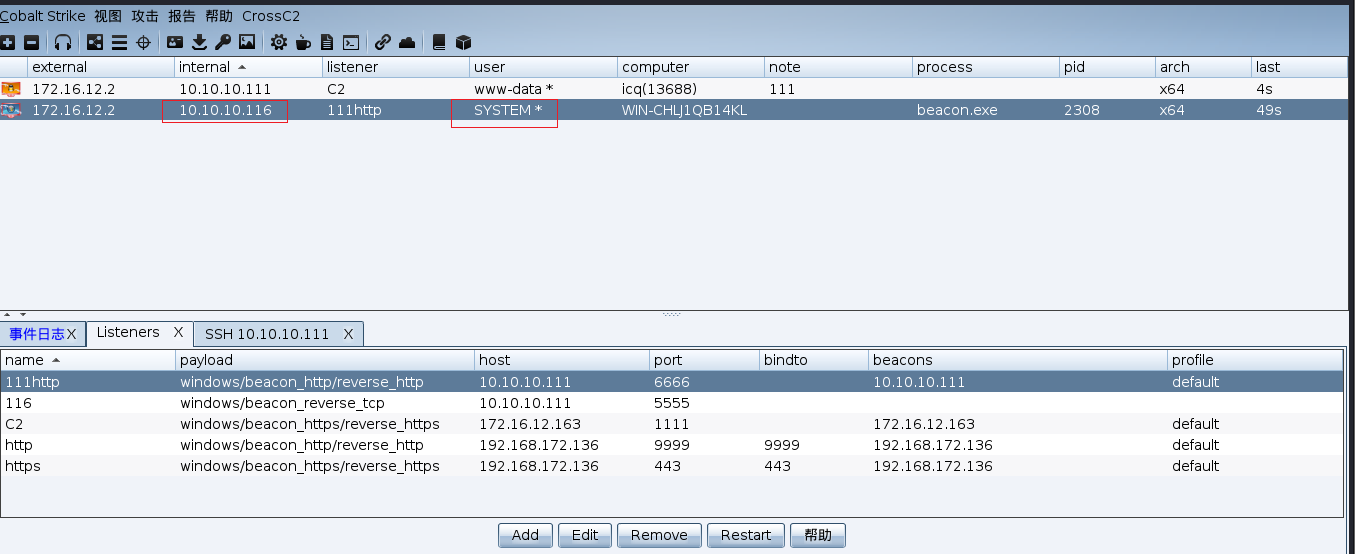 Cobalt Strike 视图 攻击 报告 帮助 CrossC2
external internal listener user computer note process pid arch last
172.16.12.2 10.10.10.111 C2 www-data * icq(13688) 111 x64 4s
172.16.12.2 10.10.10.116 111http SYSTEM * WIN-CHLJ1QB14KL beacon.exe 2308 x64 49s
事件日志X Listeners X SSH 10.10.10.111 X
name payload host port bindto beacons profile
111http windows/beacon_http/reverse_http 10.10.10.111 6666 10.10.10.111 default
116 windows/beacon_reverse_tcp 10.10.10.111 5555
C2 windows/beacon_https/reverse_https 172.16.12.163 1111 172.16.12.163 default
http windows/beacon_http/reverse_http 192.168.172.136 9999 9999 192.168.172.136 default
https windows/beacon_https/reverse_https 192.168.172.136 443 443 192.168.172.136 default
Add Edit Remove Restart 帮助